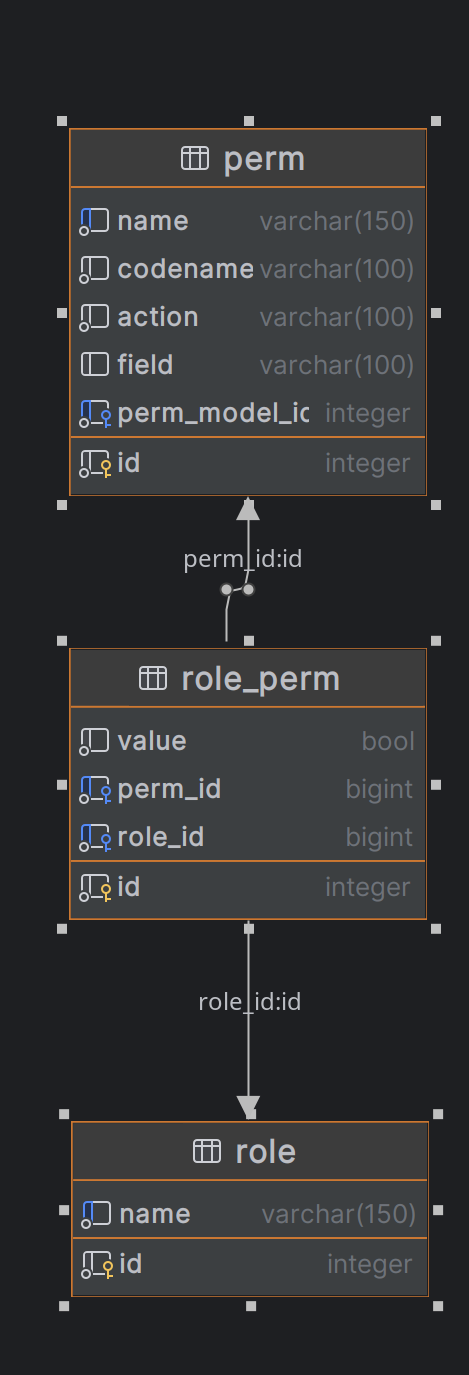 perm
name varchar(150)
codename varchar(100)
action varchar(100)
field varchar(100)
perm_model_ic integer
id integer
perm_id:id
role_perm
value bool
perm_id bigint
role_id bigint
id integer
role_id:id
role
name varchar(150)
id integer